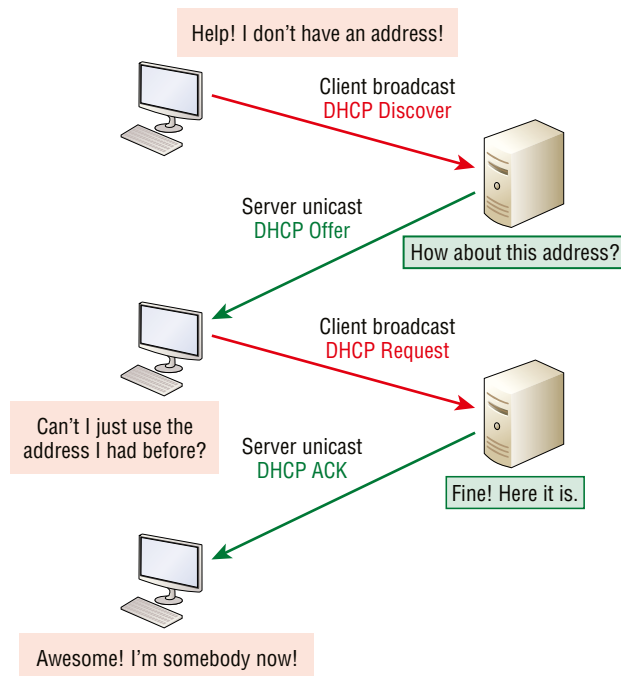 Help! I don't have an address!
Client broadcast
DHCP Discover
Server unicast
DHCP Offer
How about this address?
Client broadcast
DHCP Request
Can't I just use the
address I had before?
Server unicast
DHCP ACK
Fine! Here it is.
Awesome! I'm somebody now!